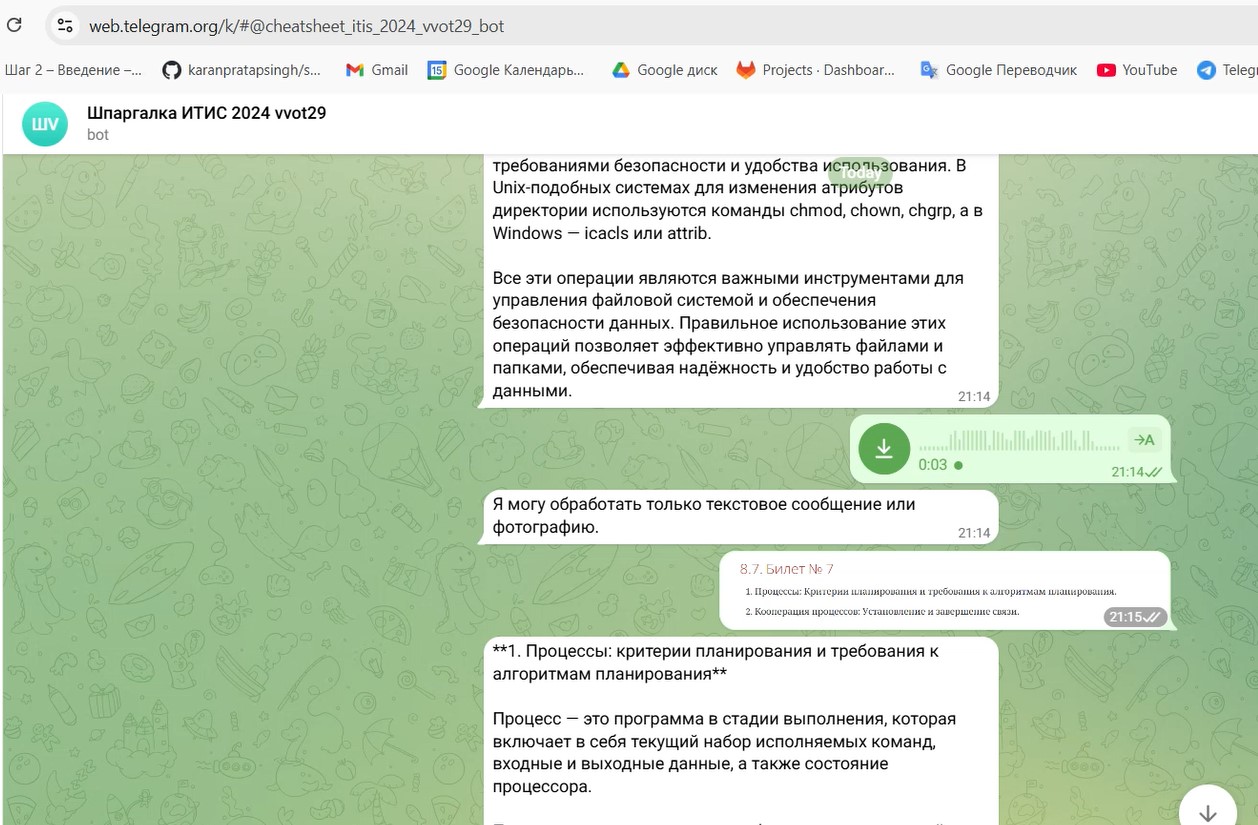 web.telegram.org/k/#@cheatsheet_itis_2024_vvot29_bot
Шаг 2 – Введение –... karanpratapsingh/s... Gmail 15 Google Календарь... Google диск Projects · Dashboar... Google Переводчик YouTube Telegr
ШV
Шпаргалка ИТИС 2024 vvot29
bot
Today
требованиями безопасности и удобства использования. В
Unix-подобных системах для изменения атрибутов
директории используются команды chmod, chown, chgrp, а в
Windows — icacls или attrib.
Все эти операции являются важными инструментами для
управления файловой системой и обеспечения
безопасности данных. Правильное использование этих
операций позволяет эффективно управлять файлами и
папками, обеспечивая надёжность и удобство работы с
данными. 21:14
→A
0:03 21:14
Я могу обработать только текстовое сообщение или
фотографию. 21:14
8.7. Билет № 7
1. Процессы: Критерии планирования и требования к алгоритмам планирования.
2. Кооперация процессов: Установление и завершение связи.
21:15
**1. Процессы: критерии планирования и требования к
алгоритмам планирования**
Процесс — это программа в стадии выполнения, которая
включает в себя текущий набор исполняемых команд,
входные и выходные данные, а также состояние
процессора.